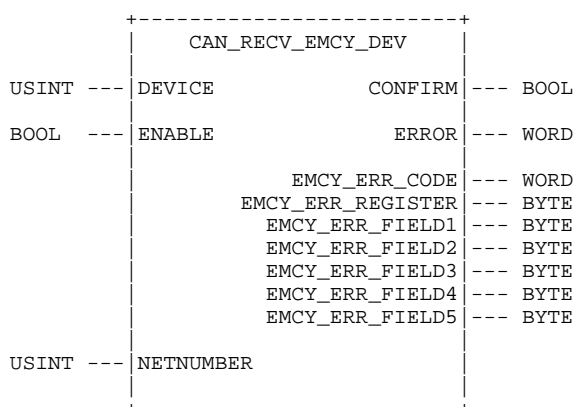 CAN_RECV_EMCY_DEV
USINT --- DEVICE CONFIRM --- BOOL
BOOL --- ENABLE ERROR --- WORD
EMCY_ERR_CODE --- WORD
EMCY_ERR_REGISTER --- BYTE
EMCY_ERR_FIELD1 --- BYTE
EMCY_ERR_FIELD2 --- BYTE
EMCY_ERR_FIELD3 --- BYTE
EMCY_ERR_FIELD4 --- BYTE
EMCY_ERR_FIELD5 --- BYTE
USINT --- NETNUMBER